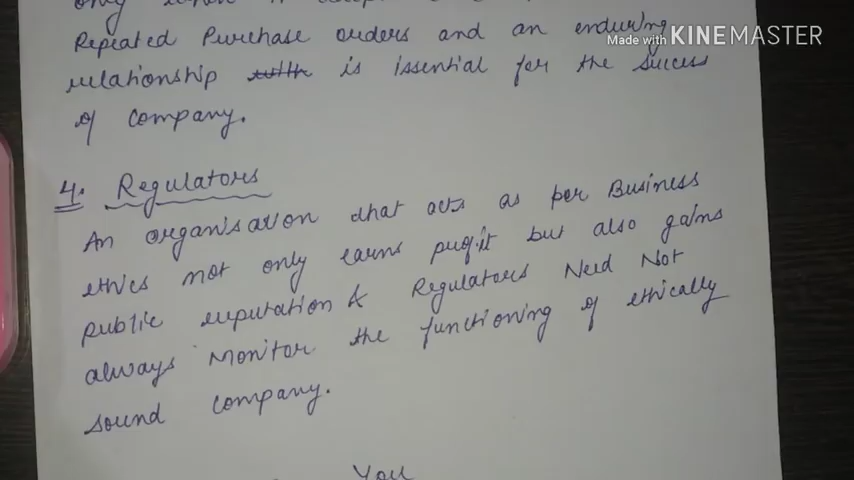 only
Repeated Purchase orders and an enduring
Made with KINEMASTER
relationship is issential for the success
of company.
4. Regulators
An organisation that acts as per Business
ethics not only earns profit but also gains
public reputation & Regulators Need Not
always Monitor the functioning of ethically
sound company.
You